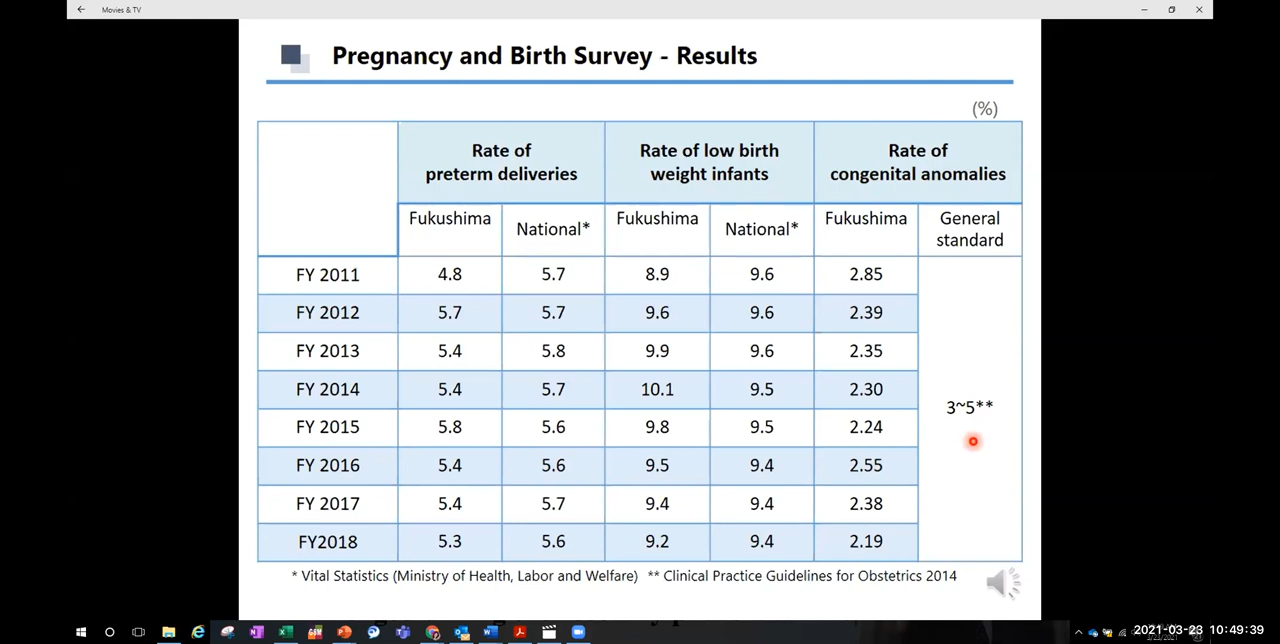 Movies & TV
Pregnancy and Birth Survey - Results
(%)
Rate of preterm deliveries Rate of low birth weight infants Rate of congenital anomalies
Fukushima National* Fukushima National* Fukushima General standard
FY 2011 4.8 5.7 8.9 9.6 2.85
FY 2012 5.7 5.7 9.6 9.6 2.39
FY 2013 5.4 5.8 9.9 9.6 2.35
FY 2014 5.4 5.7 10.1 9.5 2.30
3~5**
FY 2015 5.8 5.6 9.8 9.5 2.24
FY 2016 5.4 5.6 9.5 9.4 2.55
FY 2017 5.4 5.7 9.4 9.4 2.38
FY2018 5.3 5.6 9.2 9.4 2.19
* Vital Statistics (Ministry of Health, Labor and Welfare) ** Clinical Practice Guidelines for Obstetrics 2014
2021-03-23 10:49:39